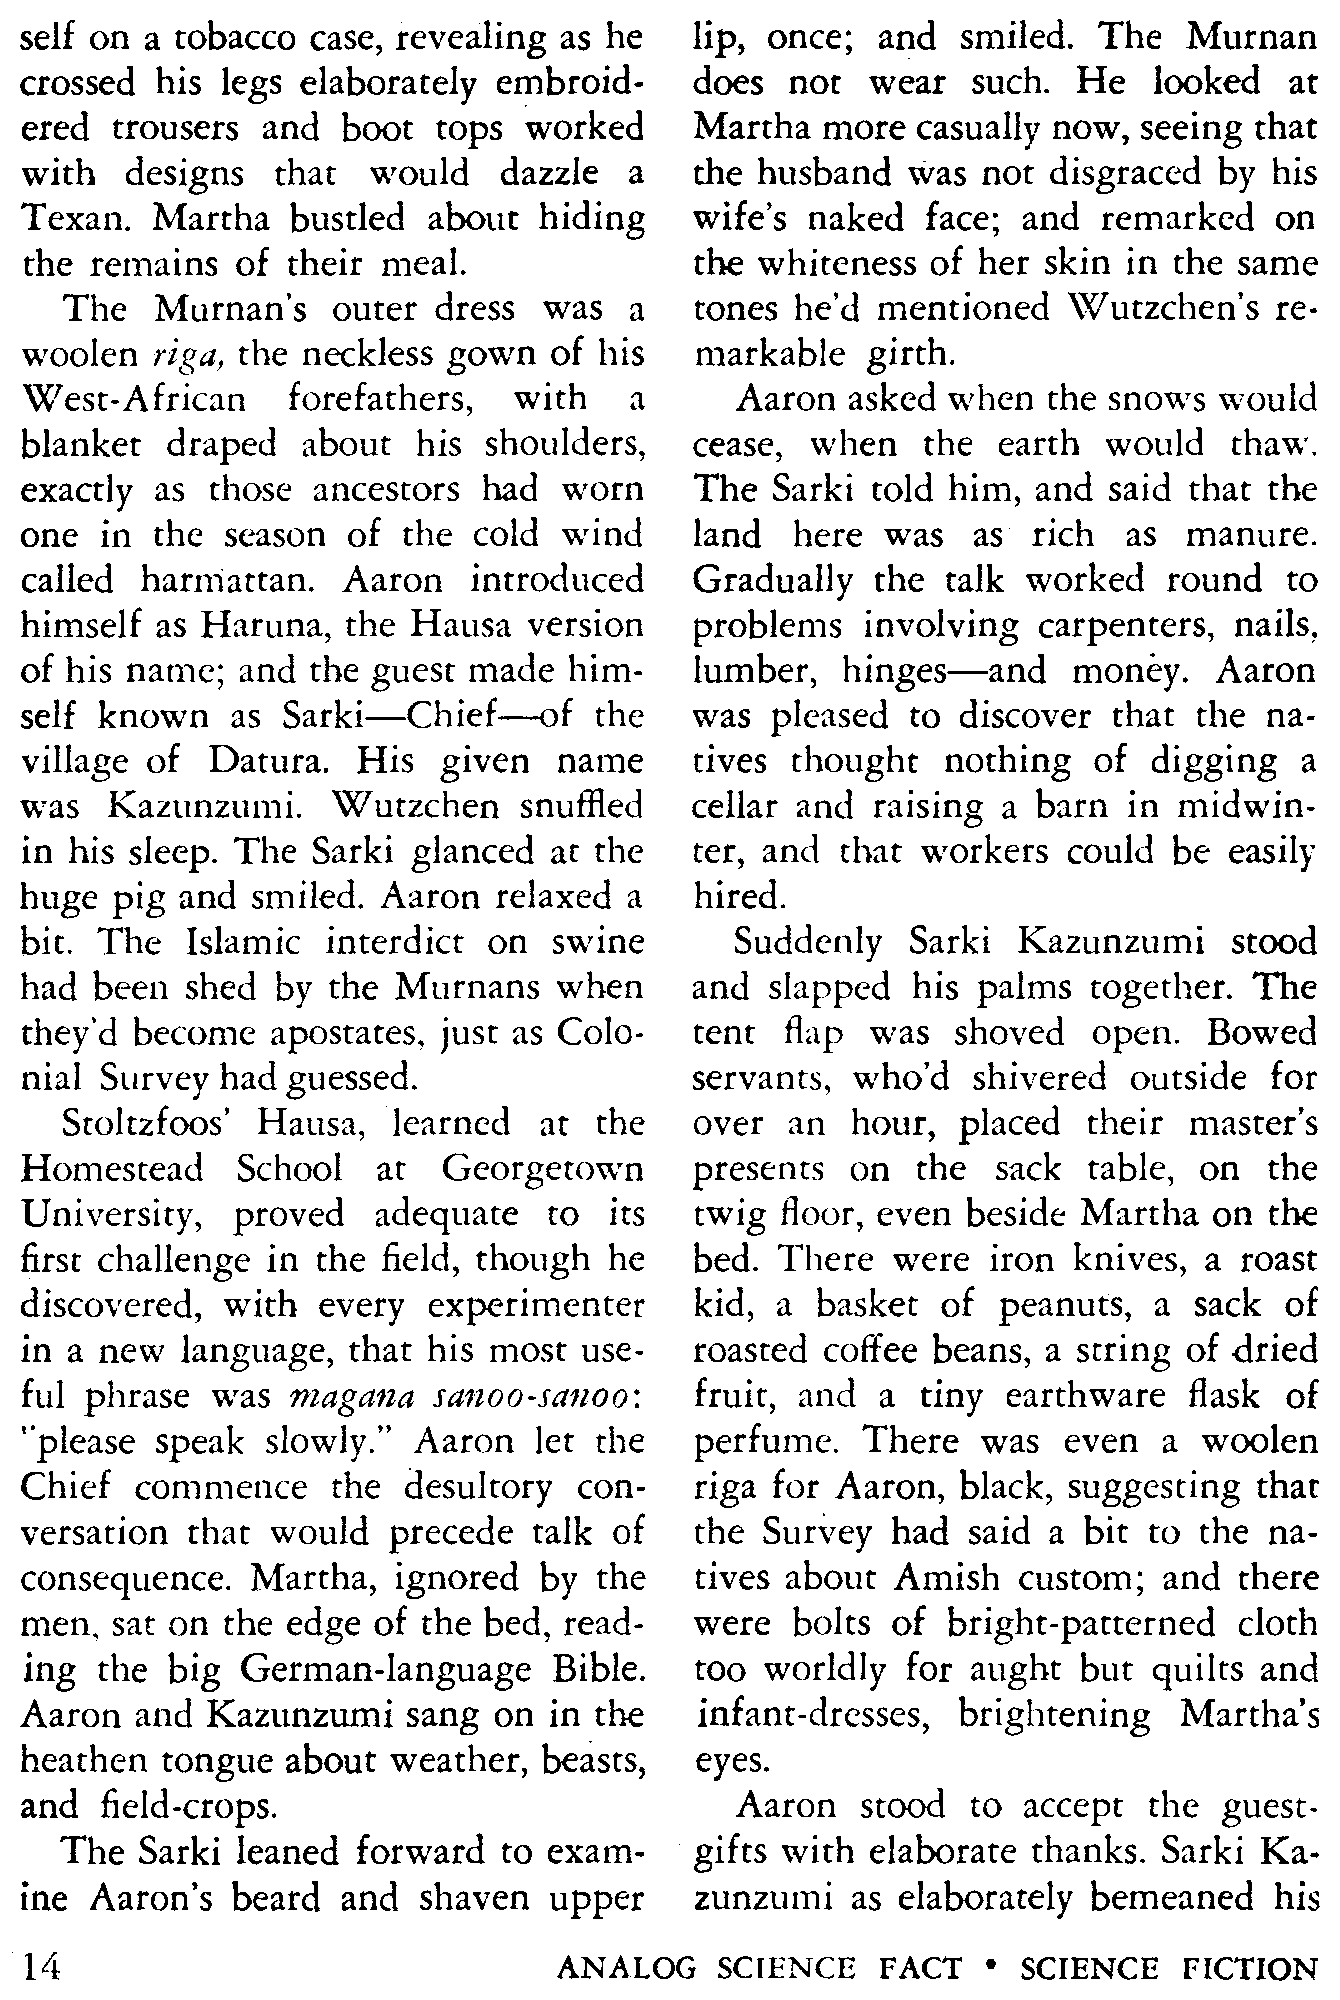 self on a tobacco case, revealing as he
crossed his legs elaborately embroid-
ered trousers and boot tops worked
with designs that would dazzle a
Texan. Martha bustled about hiding
the remains of their meal.
The Murnan's outer dress was a
woolen riga, the neckless gown of his
West-African forefathers, with a
blanket draped about his shoulders,
exactly as those ancestors had worn
one in the season of the cold wind
called harmattan. Aaron introduced
himself as Haruna, the Hausa version
of his name; and the guest made him-
self known as Sarki—Chief—of the
village of Datura. His given name
was Kazunzumi. Wutzchen snuffled
in his sleep. The Sarki glanced at the
huge pig and smiled. Aaron relaxed a
bit. The Islamic interdict on swine
had been shed by the Murnans when
they'd become apostates, just as Colo-
nial Survey had guessed.
Stoltzfoos' Hausa, learned at the
Homestead School at Georgetown
University, proved adequate to its
first challenge in the field, though he
discovered, with every experimenter
in a new language, that his most use-
ful phrase was magana sanoo-sanoo:
"please speak slowly." Aaron let the
Chief commence the desultory con-
versation that would precede talk of
consequence. Martha, ignored by the
men, sat on the edge of the bed, read-
ing the big German-language Bible.
Aaron and Kazunzumi sang on in the
heathen tongue about weather, beasts,
and field-crops.
The Sarki leaned forward to exam-
ine Aaron's beard and shaven upper
lip, once; and smiled. The Murnan
does not wear such. He looked at
Martha more casually now, seeing that
the husband was not disgraced by his
wife's naked face; and remarked on
the whiteness of her skin in the same
tones he'd mentioned Wutzchen's re-
markable girth.
Aaron asked when the snows would
cease, when the earth would thaw.
The Sarki told him, and said that the
land here was as rich as manure.
Gradually the talk worked round to
problems involving carpenters, nails,
lumber, hinges—and money. Aaron
was pleased to discover that the na-
tives thought nothing of digging a
cellar and raising a barn in midwin-
ter, and that workers could be easily
hired.
Suddenly Sarki Kazunzumi stood
and slapped his palms together. The
tent flap was shoved open. Bowed
servants, who'd shivered outside for
over an hour, placed their master's
presents on the sack table, on the
twig floor, even beside Martha on the
bed. There were iron knives, a roast
kid, a basket of peanuts, a sack of
roasted coffee beans, a string of dried
fruit, and a tiny earthware flask of
perfume. There was even a woolen
riga for Aaron, black, suggesting that
the Survey had said a bit to the na-
tives about Amish custom; and there
were bolts of bright-patterned cloth
too worldly for aught but quilts and
infant-dresses, brightening Martha's
eyes.
Aaron stood to accept the guest-
gifts with elaborate thanks. Sarki Ka-
zunzumi as elaborately bemeaned his
14 ANALOG SCIENCE FACT • SCIENCE FICTION